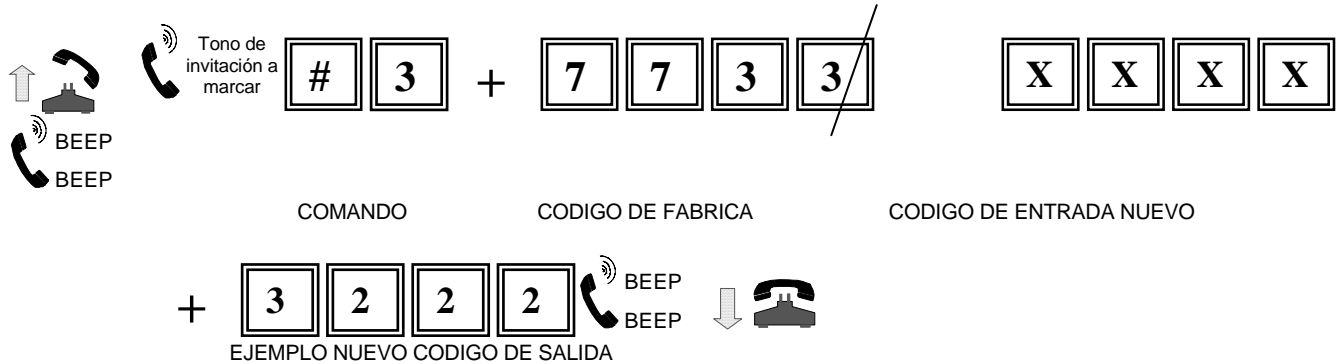 Tono de
invitación a
marcar
# 3 + 7 7 3 3 / X X X X
BEEP
BEEP
COMANDO CODIGO DE FABRICA CODIGO DE ENTRADA NUEVO
+ 3 2 2 2 BEEP
BEEP
EJEMPLO NUEVO CODIGO DE SALIDA